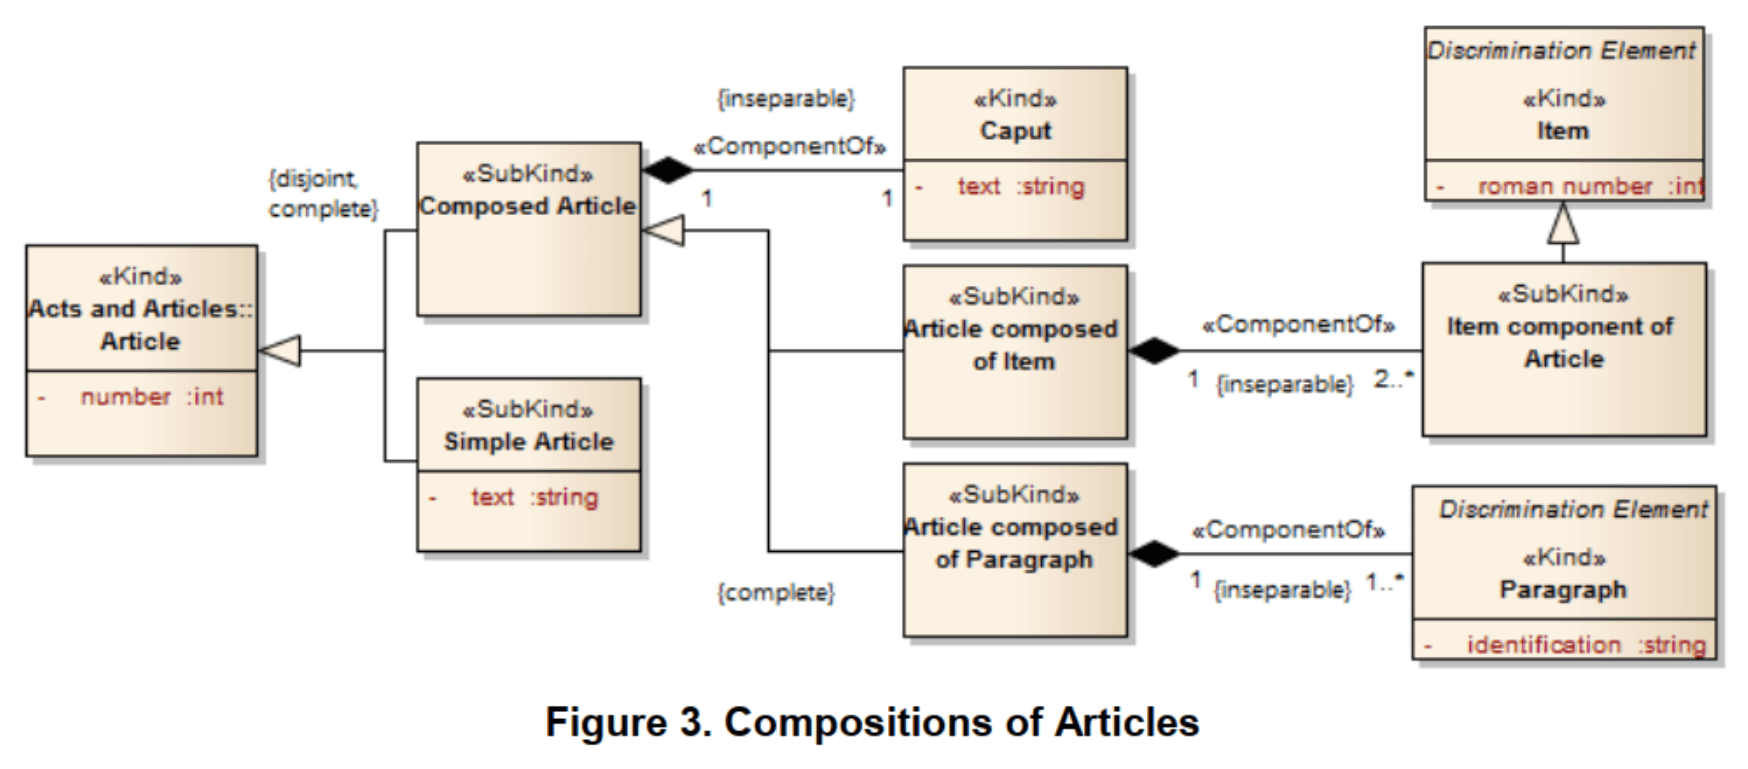 {disjoint,
complete}
«Kind»
Acts and Articles::
Article
- number :int
«SubKind»
Composed Article
«SubKind»
Simple Article
- text :string
{inseparable}
«ComponentOf»
1
1
«Kind»
Caput
- text :string
«SubKind»
Article composed
of Item
«ComponentOf»
1 {inseparable} 2..*
«SubKind»
Article composed
of Paragraph
{complete}
«ComponentOf»
1 {inseparable} 1..*
Discrimination Element
«Kind»
Item
- roman number :int
«SubKind»
Item component of
Article
Discrimination Element
«Kind»
Paragraph
- identification :string
Figure 3. Compositions of Articles